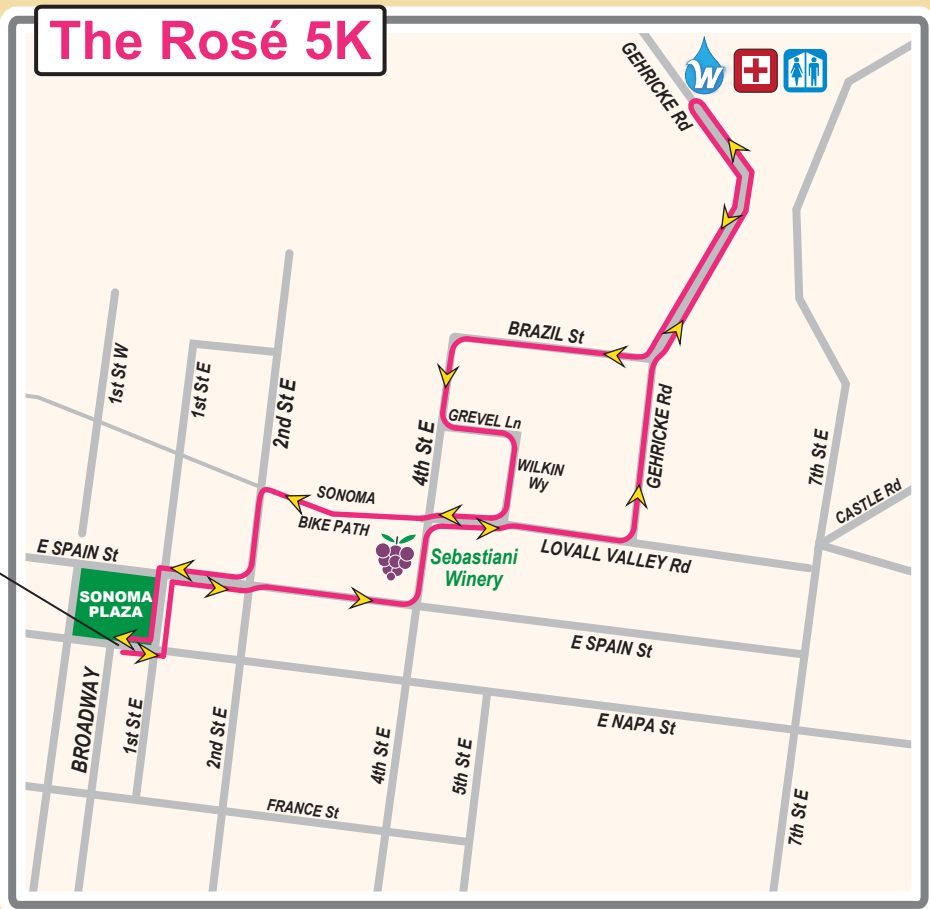 The Rosé 5K
GEHRICKE Rd
W
BRAZIL St
1st St W
1st St E
2nd St E
4th St E
GREVEL Ln
WILKIN
Wy
GEHRICKE Rd
7th St E
CASTLE Rd
SONOMA
BIKE PATH
E SPAIN St
Sebastiani
Winery
LOVALL VALLEY Rd
SONOMA
PLAZA
E SPAIN St
BROADWAY
1st St E
2nd St E
4th St E
5th St E
E NAPA St
FRANCE St
7th St E